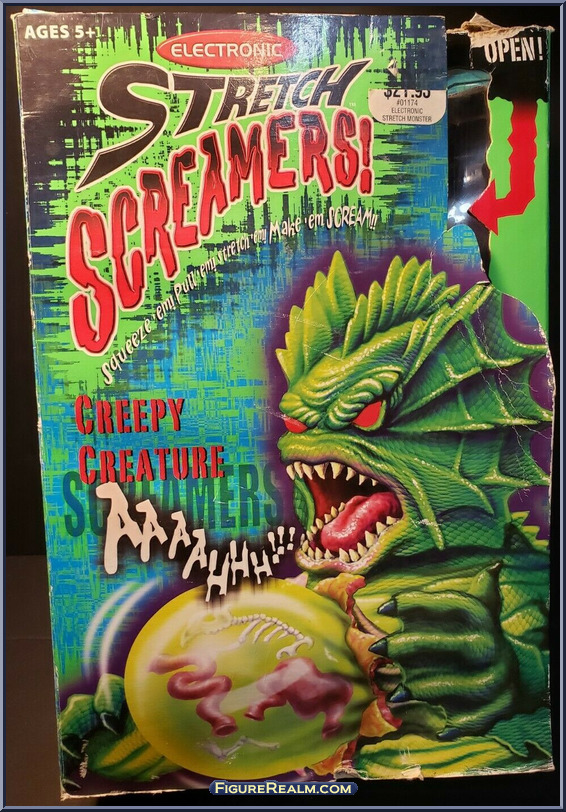 AGES 5+
OPEN!
ELECTRONIC
STRETCH
SCREAMERS!
$21.93
#01174
ELECTRONIC
STRETCH MONSTER
Squeeze 'em! Pull 'em! Stretch 'em! Make 'em SCREAM!!
CREEPY
CREATURE
SCREAMERS
AAAAHHH!!!
FIGUREREALM.COM